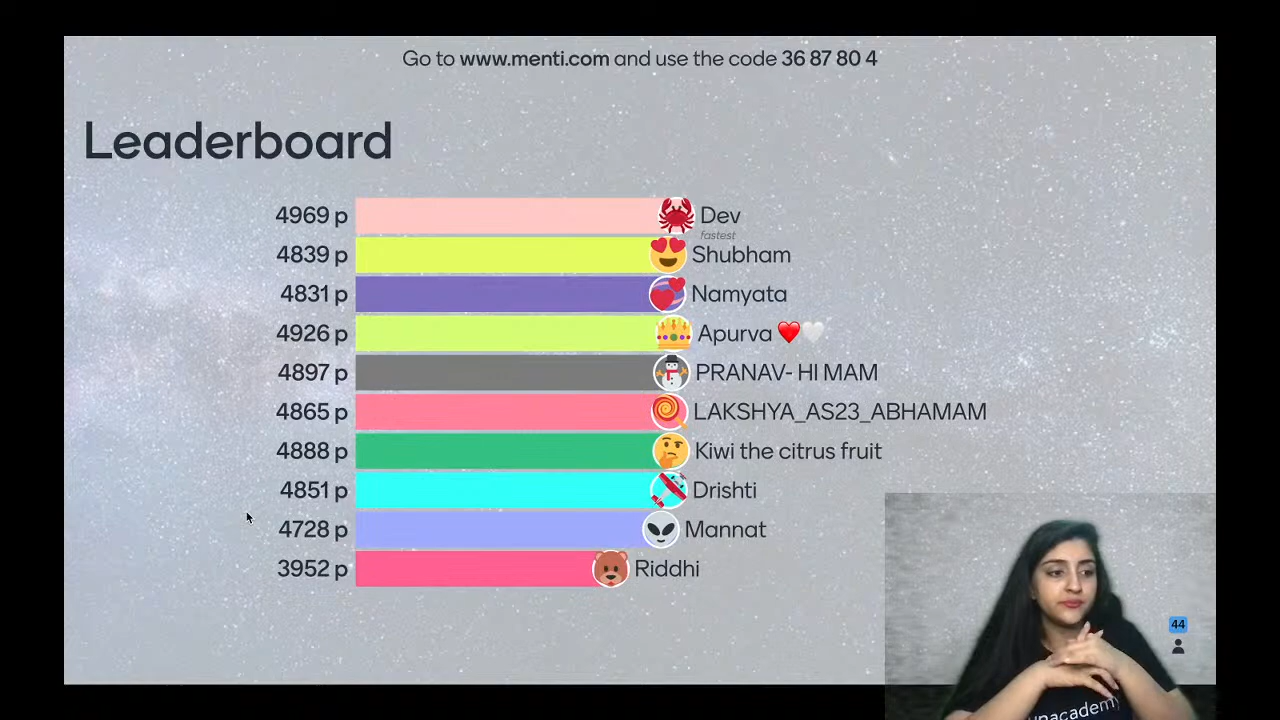 Go to www.menti.com and use the code 36 87 80 4
Leaderboard
4969 p Dev
fastest
4839 p Shubham
4831 p Namyata
4926 p Apurva ❤️🤍
4897 p PRANAV- HI MAM
4865 p LAKSHYA_AS23_ABHAMAM
4888 p Kiwi the citrus fruit
4851 p Drishti
4728 p Mannat
3952 p Riddhi
44
unacademy